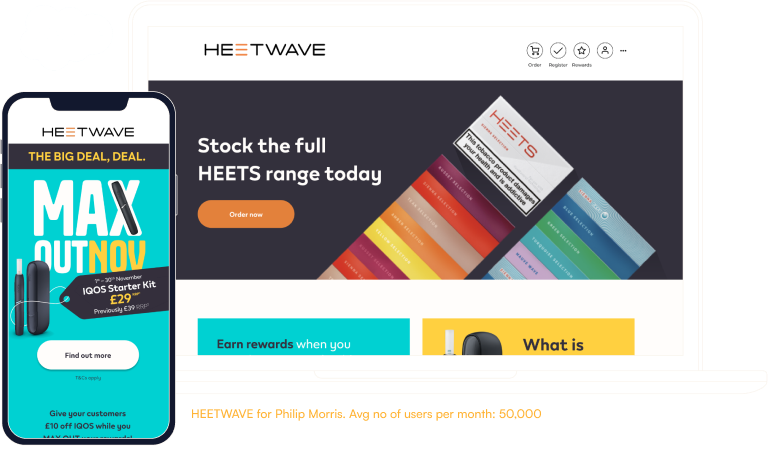 HEETWAVE
Order Register Rewards
Stock the full
HEETS range today
Order now
HEETS
This tobacco product damages
your health and is addictive
Earn rewards when you
What is
HEETWAVE
THE BIG DEAL, DEAL.
MAX
OUTNOV
1st - 30th November
IQOS Starter Kit
£29
Previously £39
Find out more
T&Cs apply
Give your customers
£10 off IQOS while you
MAX OUT your rewards!
HEETWAVE for Philip Morris. Avg no of users per month: 50,000